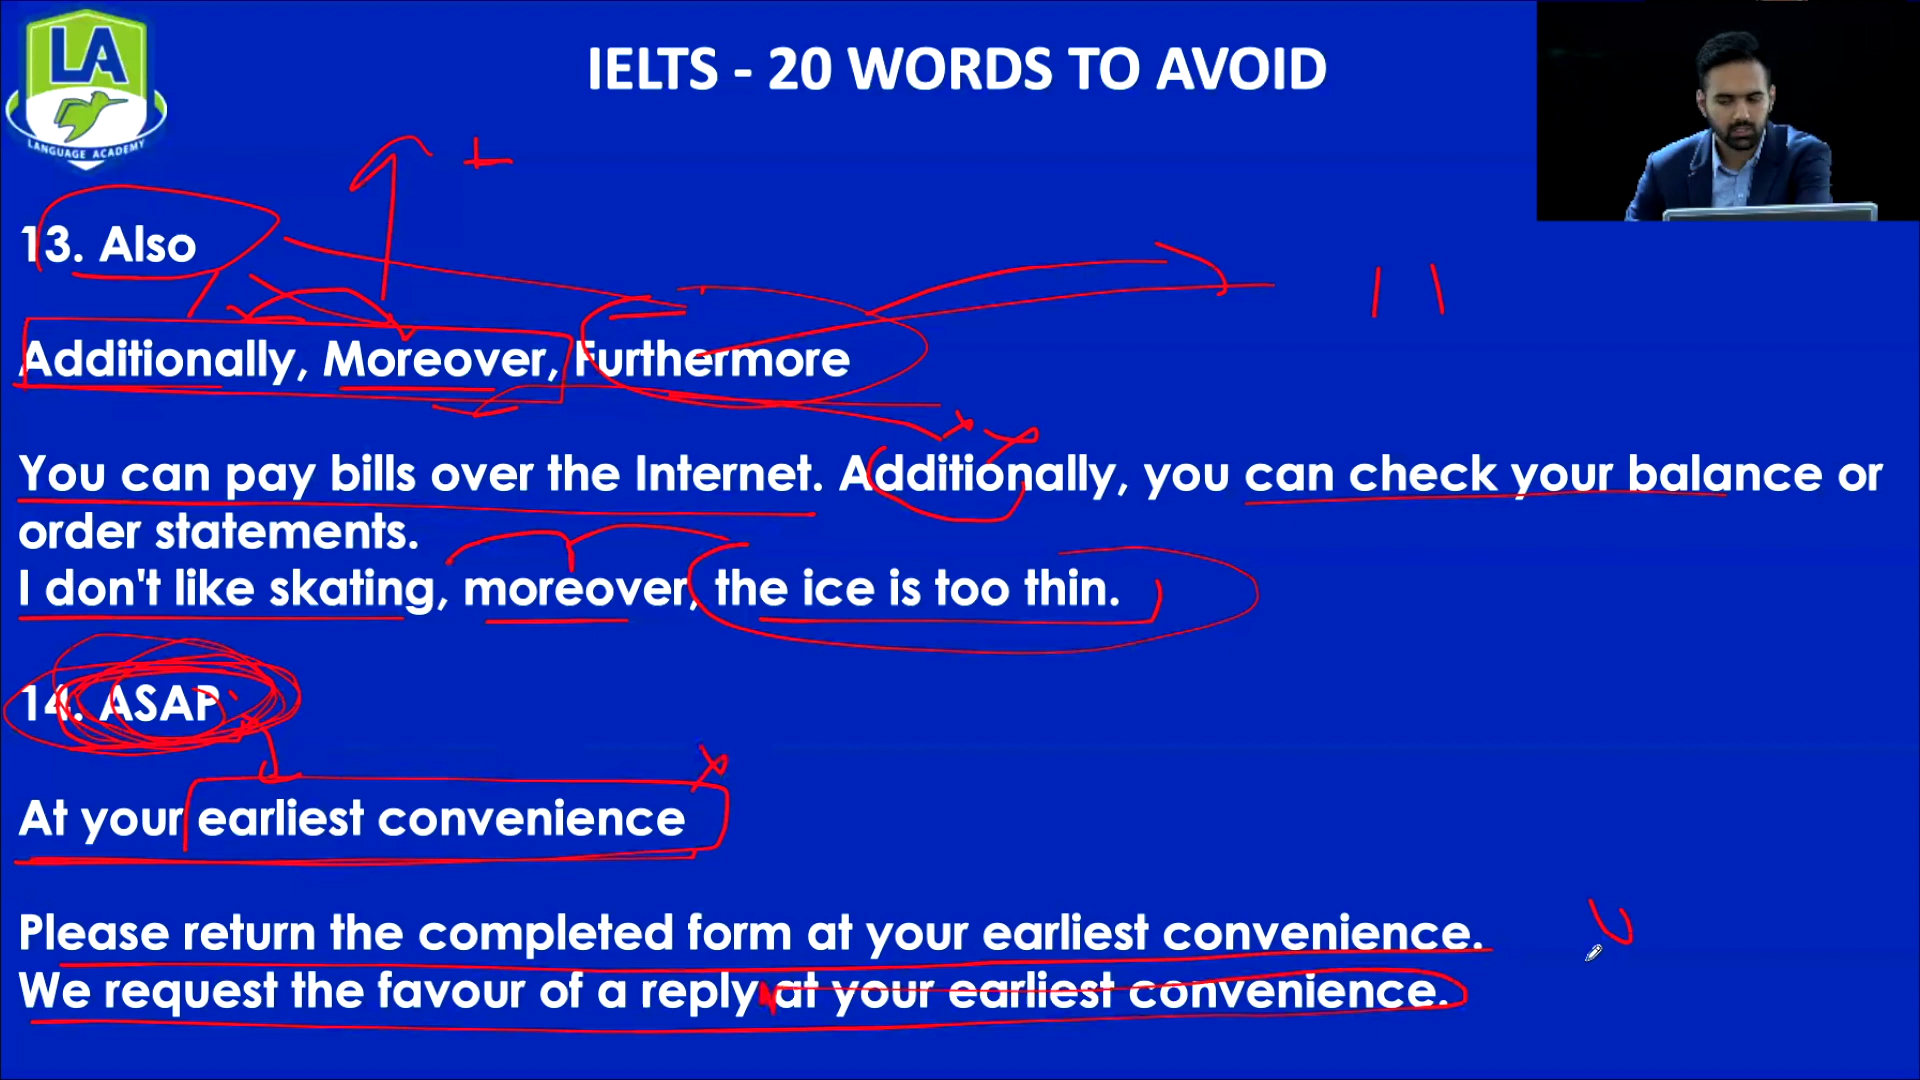 LA
LANGUAGE ACADEMY
IELTS - 20 WORDS TO AVOID
13. Also
Additionally, Moreover, Furthermore
You can pay bills over the Internet. Additionally, you can check your balance or
order statements.
I don't like skating, moreover, the ice is too thin.
14. ASAP
At your earliest convenience
Please return the completed form at your earliest convenience.
We request the favour of a reply at your earliest convenience.